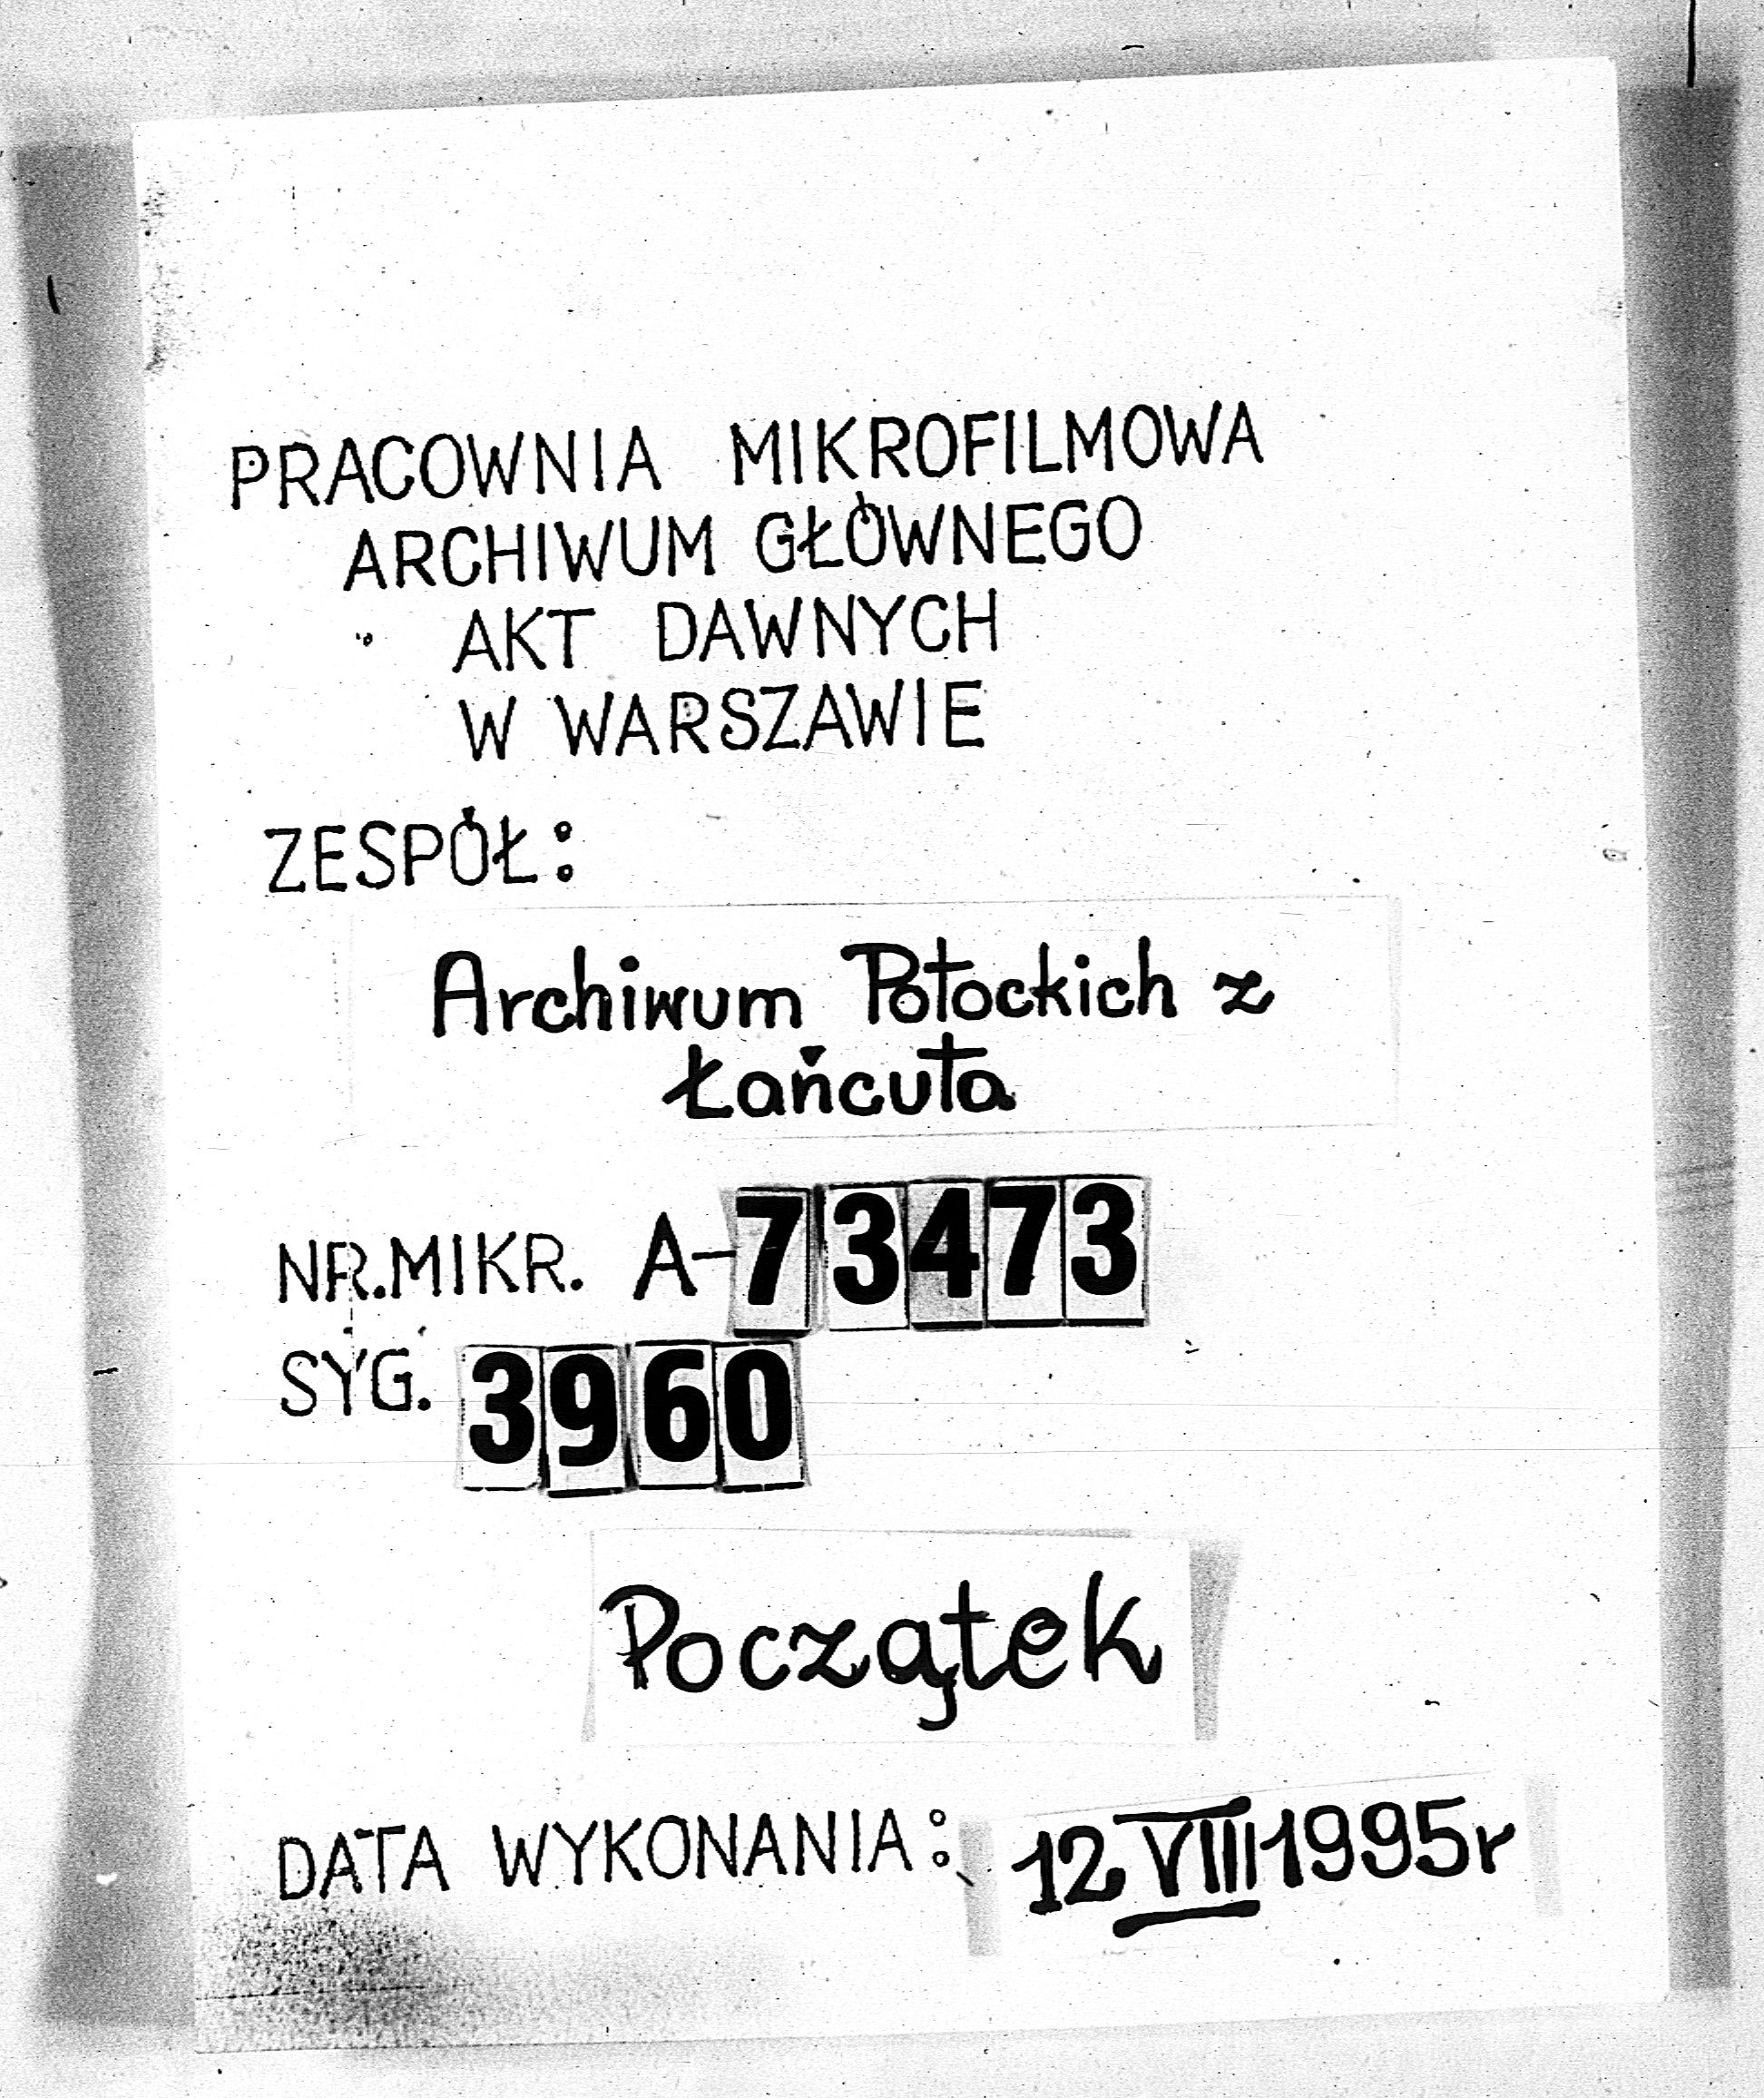 PRACOWNIA MIKROFILMOWA
ARCHIWUM GŁÓWNEGO
AKT DAWNYCH
W WARSZAWIE
ZESPÓŁ:
Archiwum Potockich z
Łańcuta
NR.MIKR. A-73473
SYG. 3960
Początek
DATA WYKONANIA: 12 VIII 1995r